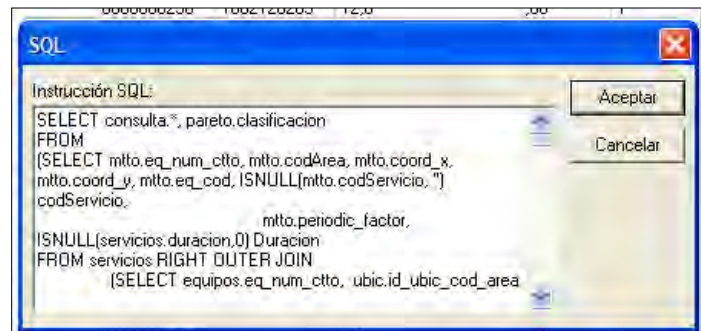 SQL
Instrucción SQL:
Aceptar
Cancelar
SELECT consulta.*, pareto.clasificacion
FROM
(SELECT mtto.eq_num_ctto, mtto.codArea, mtto.coord_x,
mtto.coord_y, mtto.eq_cod, ISNULL(mtto.codServicio, '')
codServicio,
mtto.periodic_factor,
ISNULL(servicios.duracion,0) Duracion
FROM servicios RIGHT OUTER JOIN
(SELECT equipos.eq_num_ctto, ubic.id_ubic_cod_area